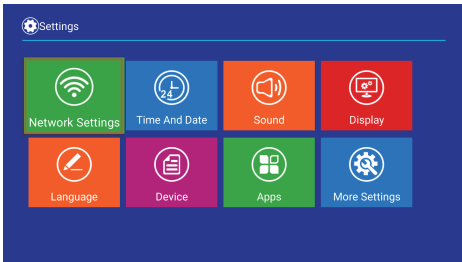 Settings
Network Settings
Time And Date
Sound
Display
24
Language
Device
Apps
More Settings